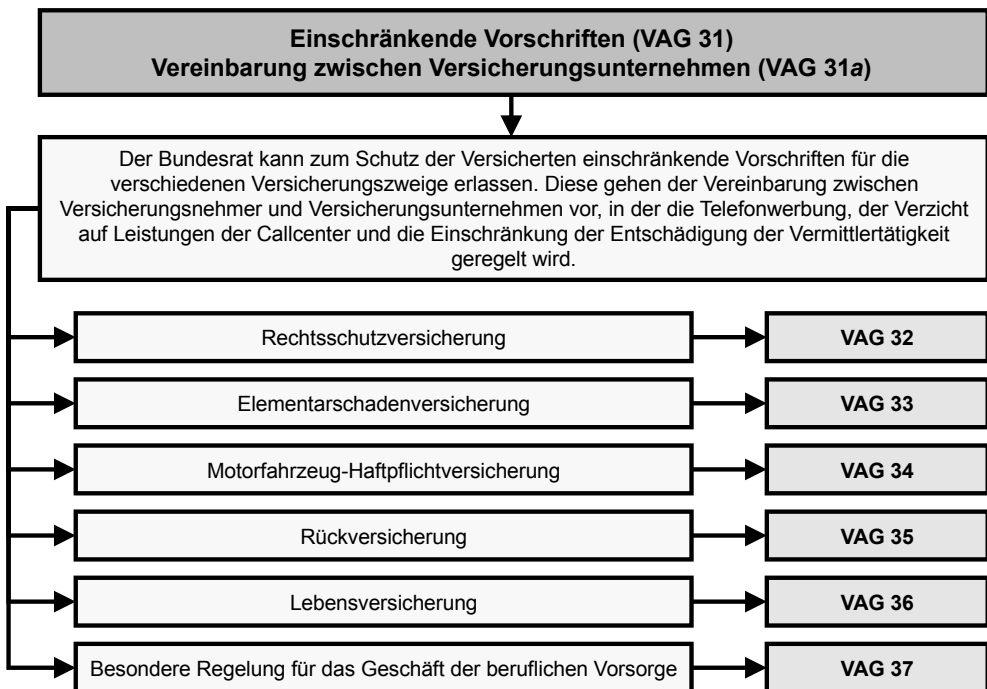 Einschränkende Vorschriften (VAG 31)
Vereinbarung zwischen Versicherungsunternehmen (VAG 31a)
Der Bundesrat kann zum Schutz der Versicherten einschränkende Vorschriften für die
verschiedenen Versicherungszweige erlassen. Diese gehen der Vereinbarung zwischen
Versicherungsnehmer und Versicherungsunternehmen vor, in der die Telefonwerbung, der Verzicht
auf Leistungen der Callcenter und die Einschränkung der Entschädigung der Vermittlertätigkeit
geregelt wird.
Rechtsschutzversicherung VAG 32
Elementarschadenversicherung VAG 33
Motorfahrzeug-Haftpflichtversicherung VAG 34
Rückversicherung VAG 35
Lebensversicherung VAG 36
Besondere Regelung für das Geschäft der beruflichen Vorsorge VAG 37